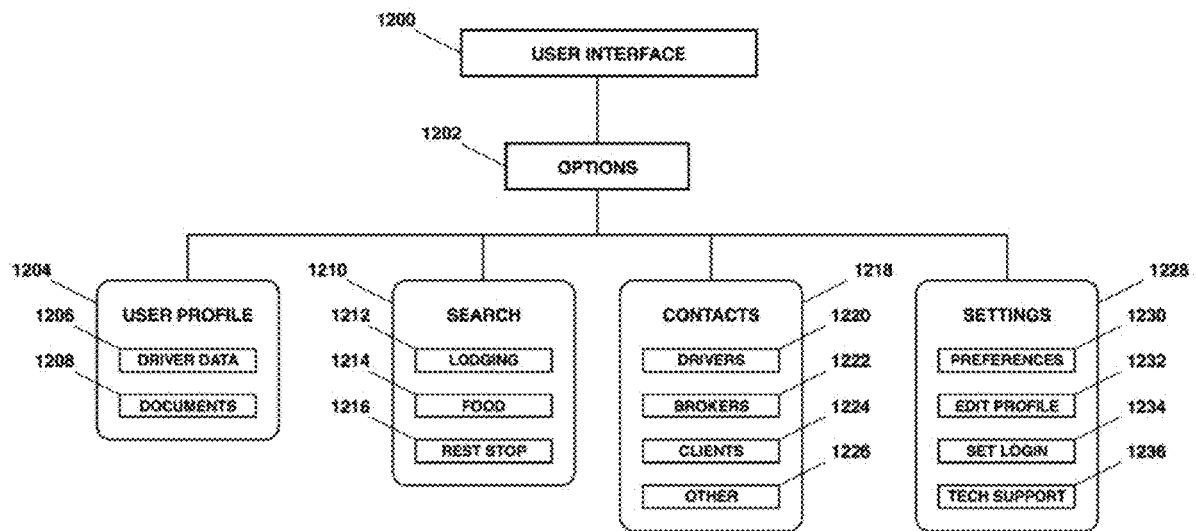 1200
USER INTERFACE
1202
OPTIONS
1204
USER PROFILE
1206
DRIVER DATA
1208
DOCUMENTS
1210
SEARCH
1212
LODGING
1214
FOOD
1216
REST STOP
1218
CONTACTS
1220
DRIVERS
1222
BROKERS
1224
CLIENTS
1226
OTHER
1228
SETTINGS
1230
PREFERENCES
1232
EDIT PROFILE
1234
SET LOGIN
1236
TECH SUPPORT